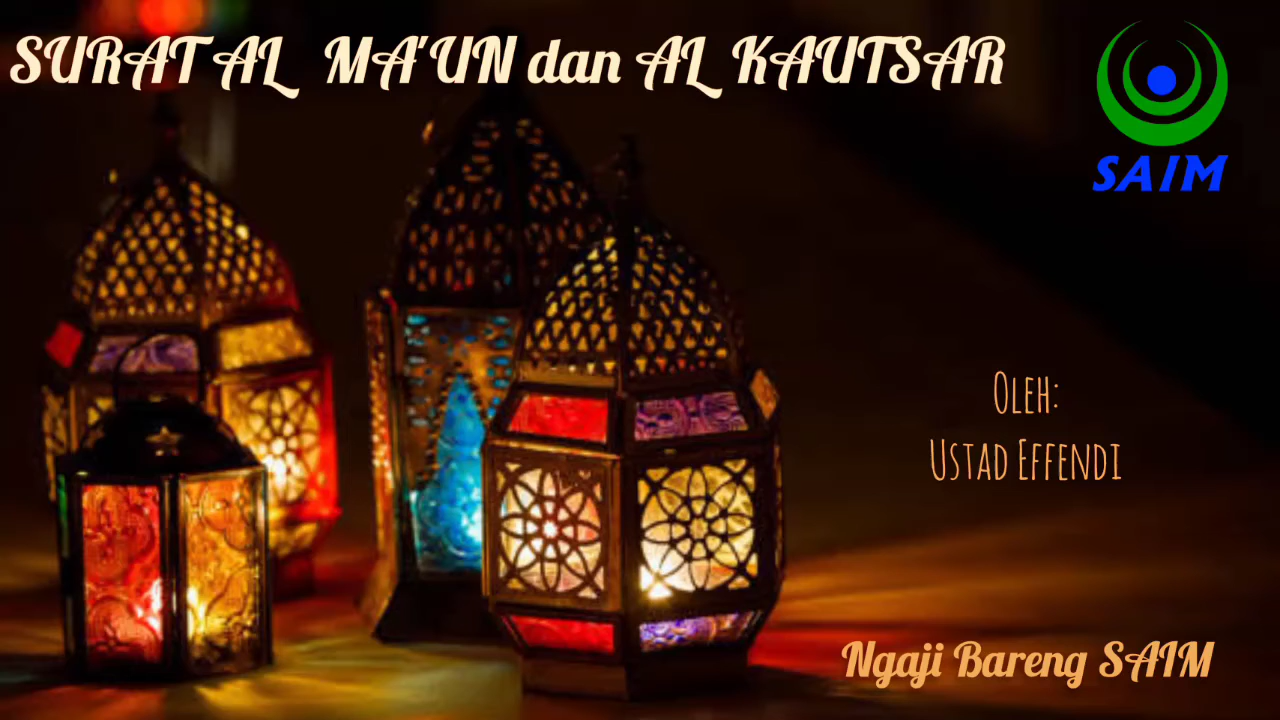 SURAT AL MA'UN dan AL KAUTSAR
SAIM
OLEH:
USTAD EFFENDI
Ngaji Bareng SAIM